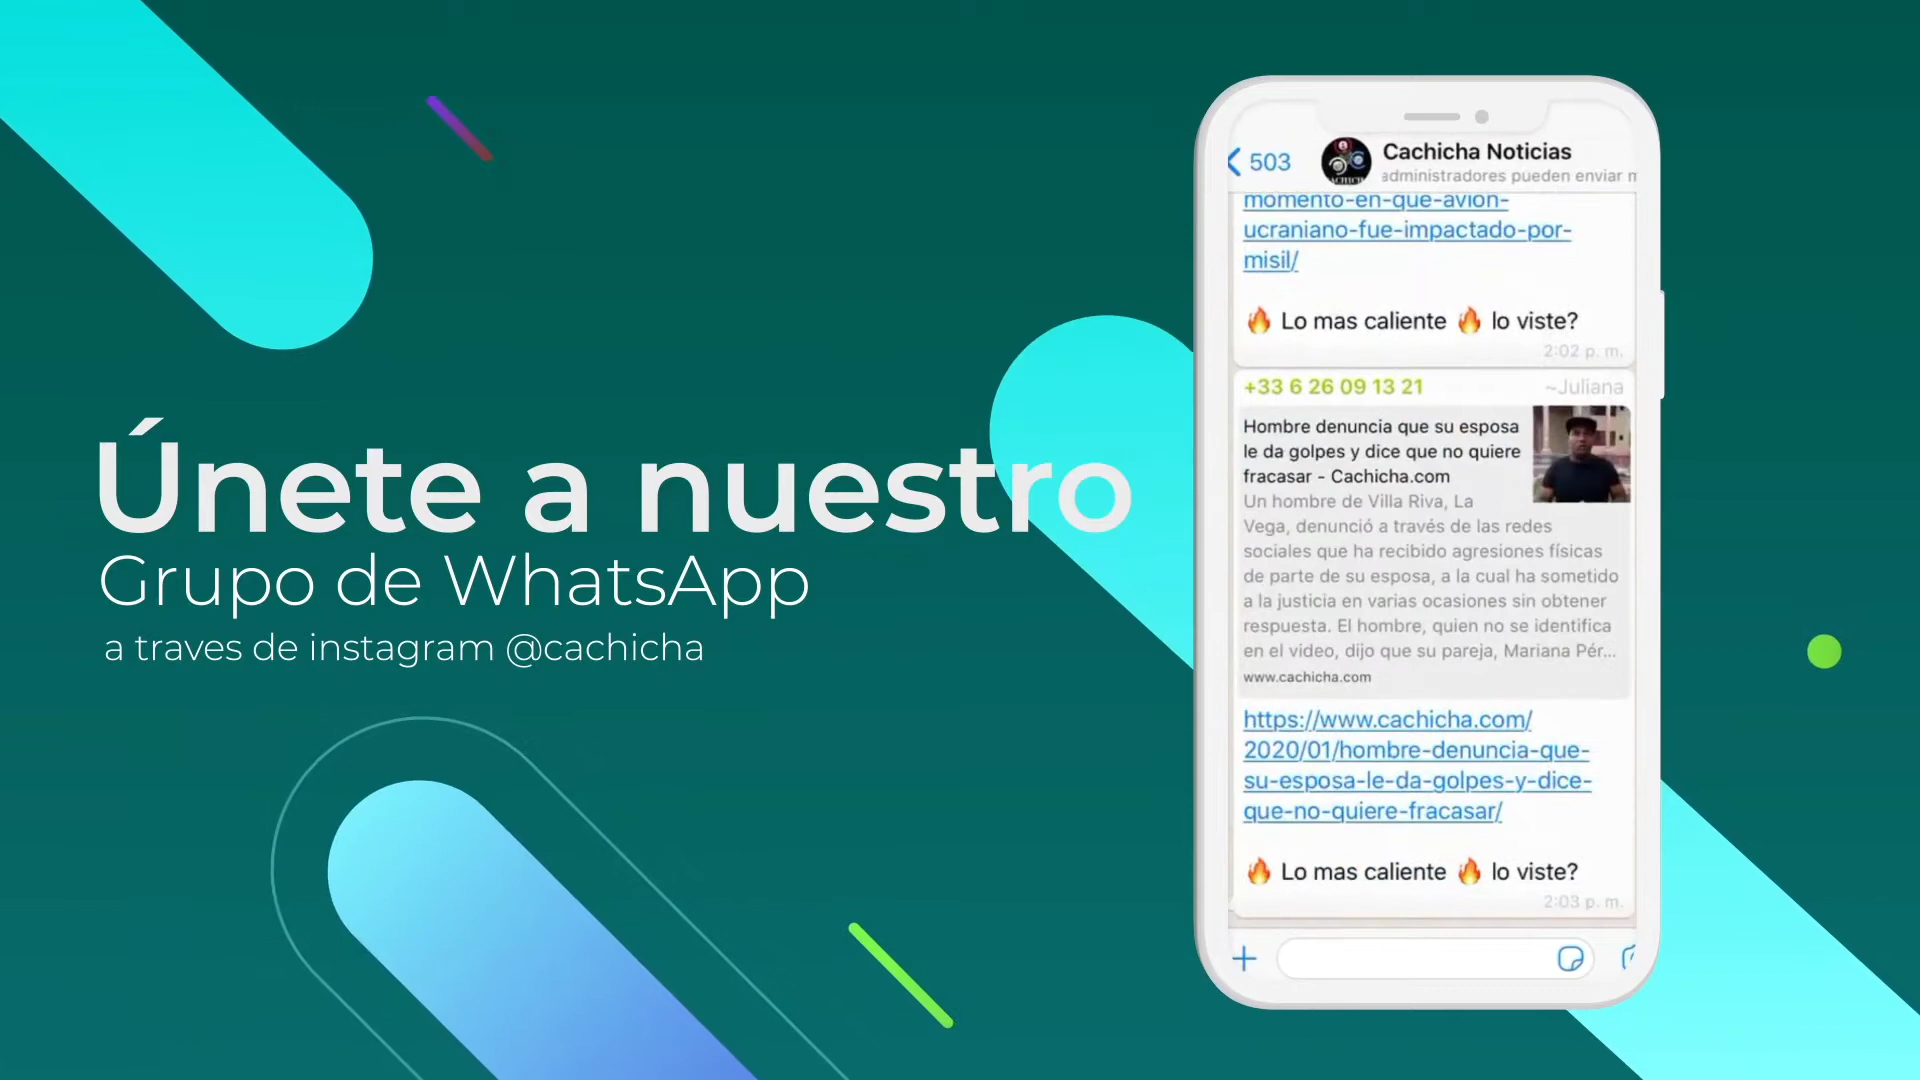 Únete a nuestro
Grupo de WhatsApp
a traves de instagram @cachicha
503
Cachicha Noticias
administradores pueden enviar
momento-en-que-avion-
ucraniano-fue-impactado-por-
misil/
🔥 Lo mas caliente 🔥 lo viste?
2:02 p. m.
+33 6 26 09 13 21
~Juliana
Hombre denuncia que su esposa
le da golpes y dice que no quiere
fracasar - Cachicha.com
Un hombre de Villa Riva, La
Vega, denunció a través de las redes
sociales que ha recibido agresiones físicas
de parte de su esposa, a la cual ha sometido
a la justicia en varias ocasiones sin obtener
respuesta. El hombre, quien no se identifica
en el video, dijo que su pareja, Mariana Pér...
www.cachicha.com
https://www.cachicha.com/
2020/01/hombre-denuncia-que-
su-esposa-le-da-golpes-y-dice-
que-no-quiere-fracasar/
🔥 Lo mas caliente 🔥 lo viste?
2:03 p. m.